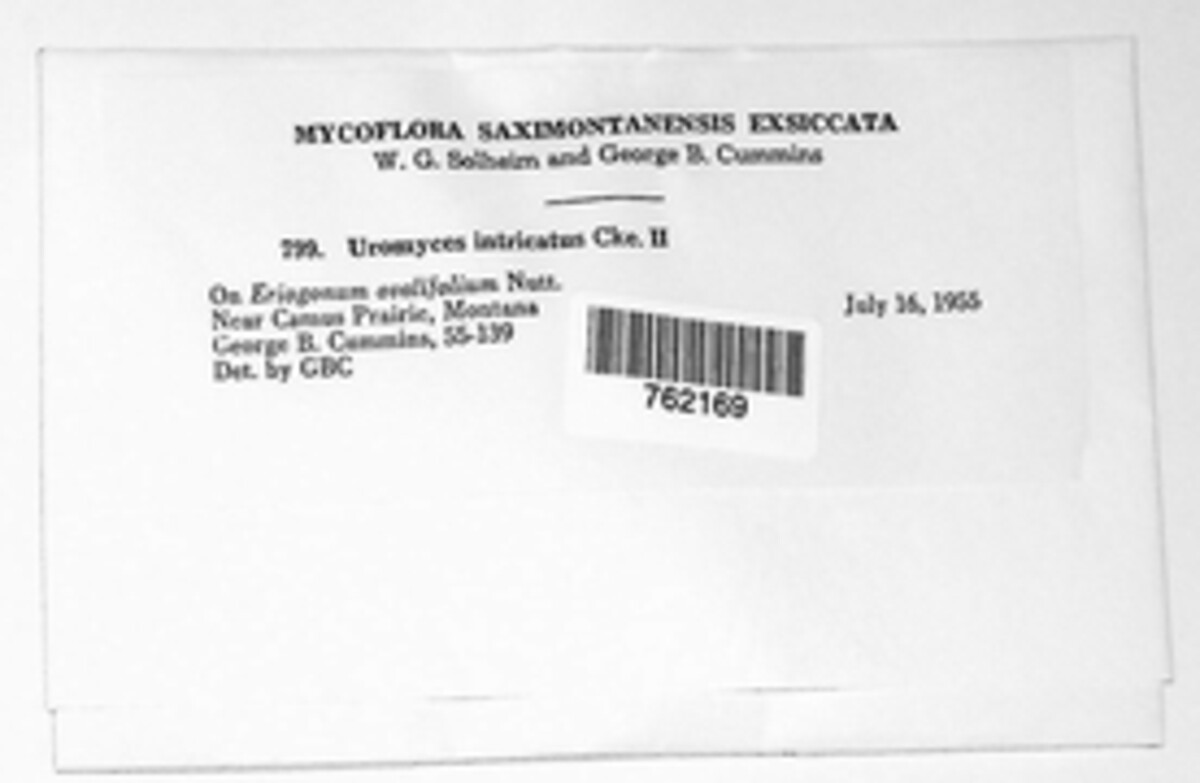 MYCOFLORA SAXIMONTANENSIS EXSICCATA
W. G. Solheim and George B. Cummins
799. Uromyces intricatus Cke. II
On Eriogonum ovalifolium Nutt.
Near Camus Prairie, Montana
George B. Cummins, 55-139
Det. by GBC
July 16, 1955
762169